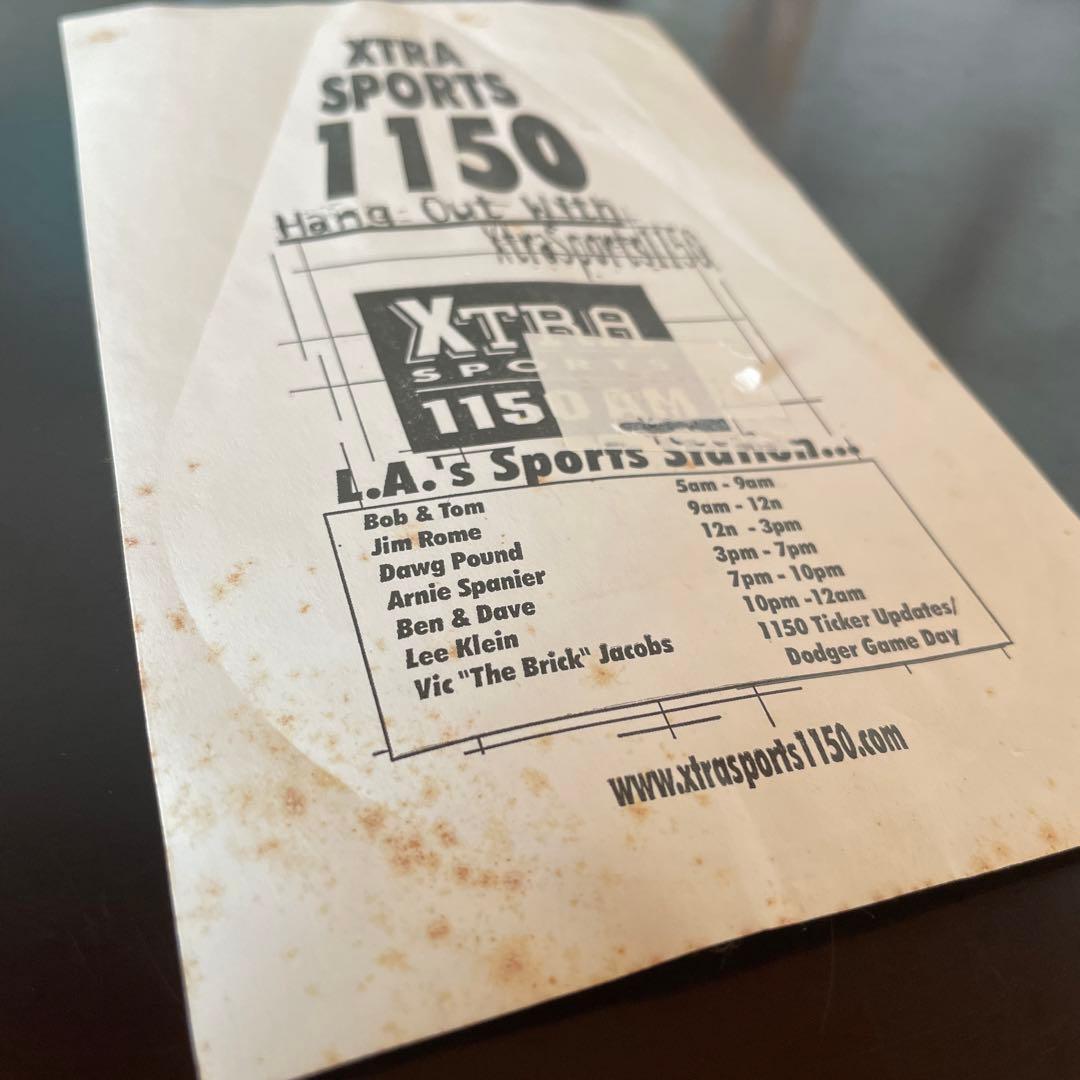 XTRA
SPORTS
1150
Hang Out With
XtraSports1150
XTRA
SPORTS
1150 AM
L.A.'s Sports Station...
Bob & Tom 5am - 9am
Jim Rome 9am - 12n
Dawg Pound 12n - 3pm
Arnie Spanier 3pm - 7pm
Ben & Dave 7pm - 10pm
Lee Klein 10pm -12am
Vic "The Brick" Jacobs 1150 Ticker Updates/
Dodger Game Day
www.xtrasports1150.com